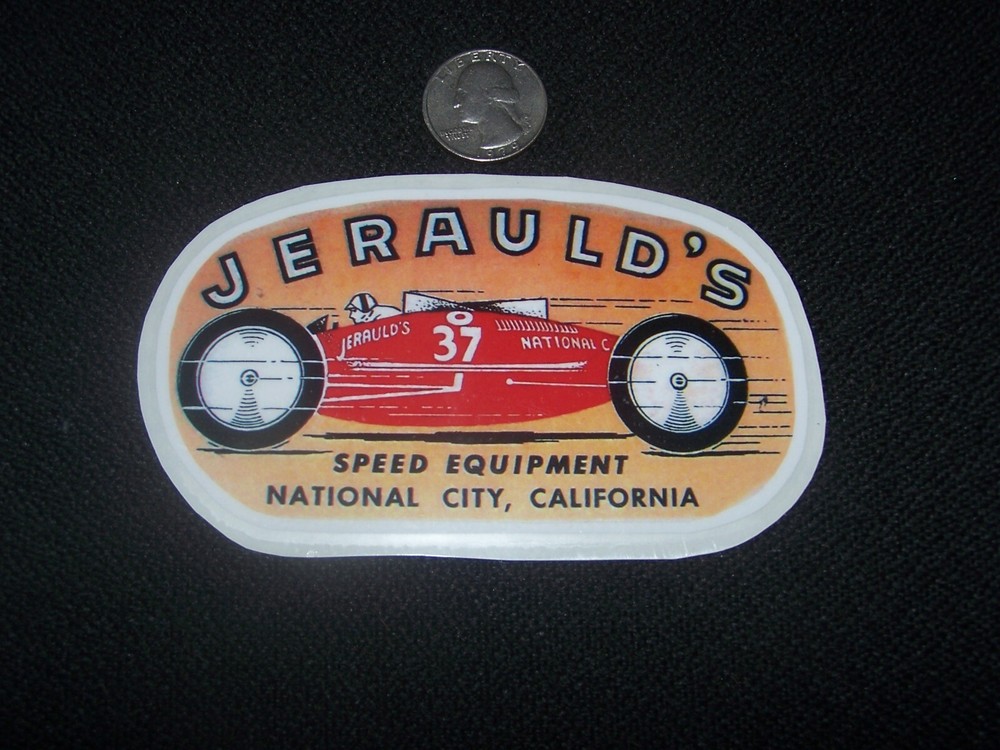 LIBERTY
JERAULD'S
JERAULD'S
37
NATIONAL C
SPEED EQUIPMENT
NATIONAL CITY, CALIFORNIA